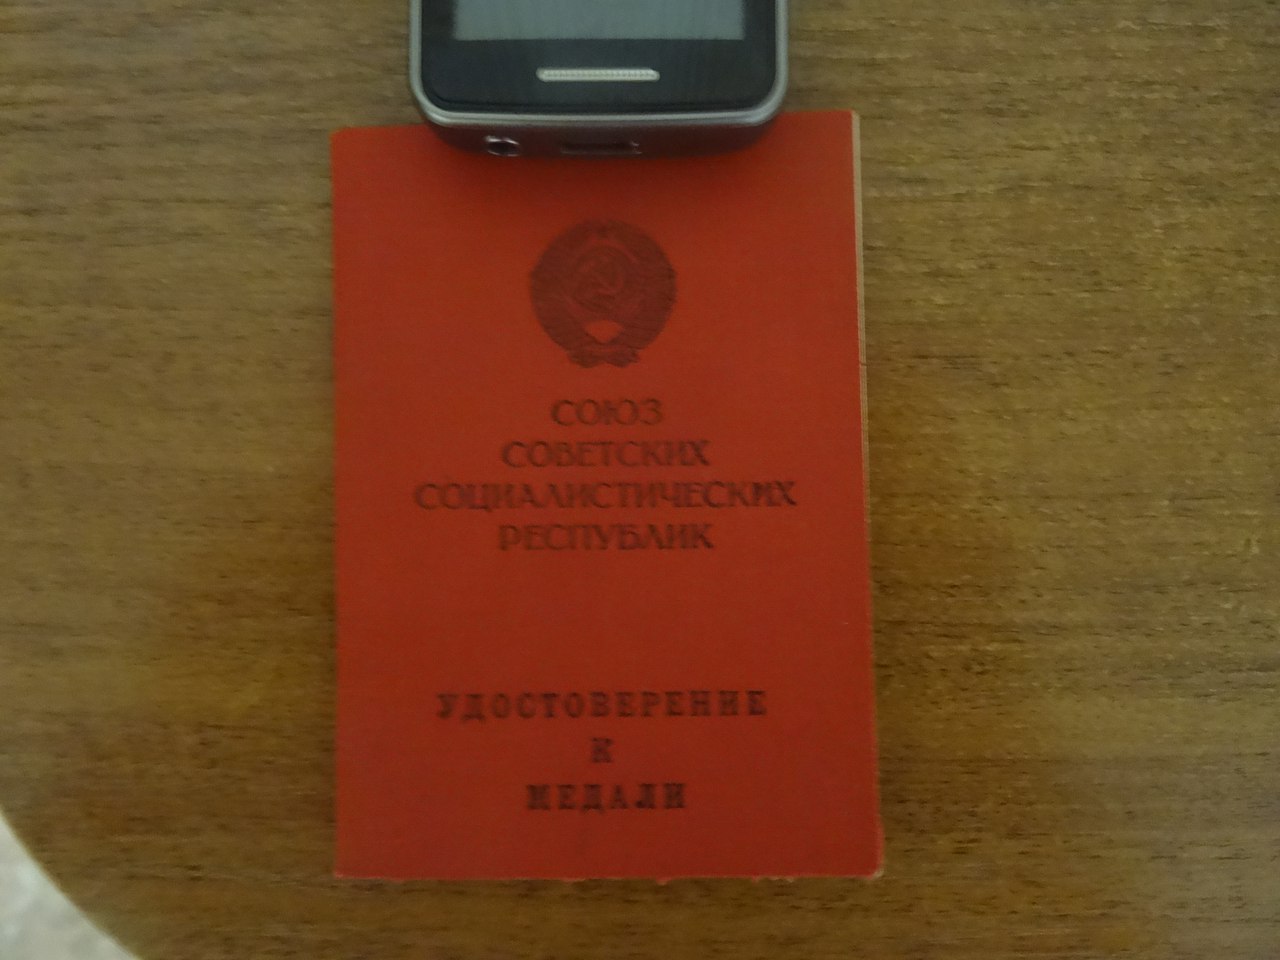 СОЮЗ
СОВЕТСКИХ
СОЦИАЛИСТИЧЕСКИХ
РЕСПУБЛИК
УДОСТОВЕРЕНИЕ
К
МЕДАЛИ